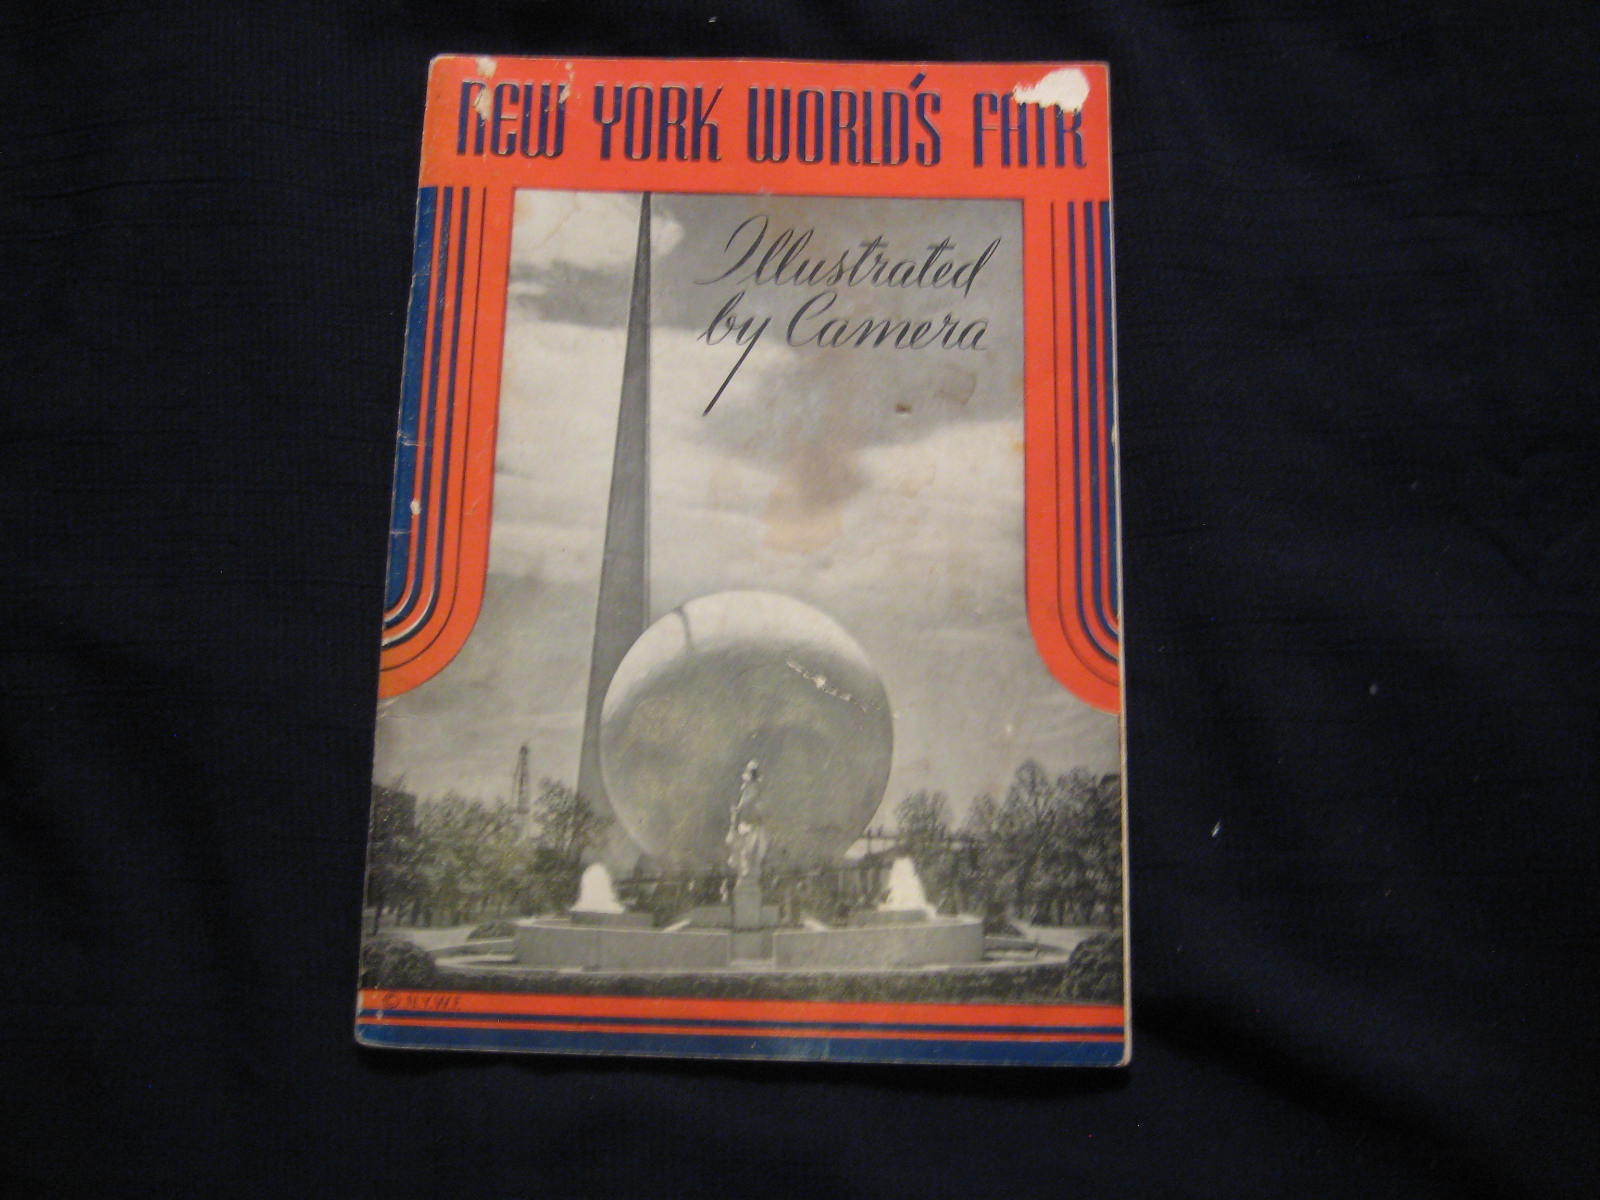 NEW YORK WORLD'S FAIR
Illustrated
by Camera
© N.Y.W.F.